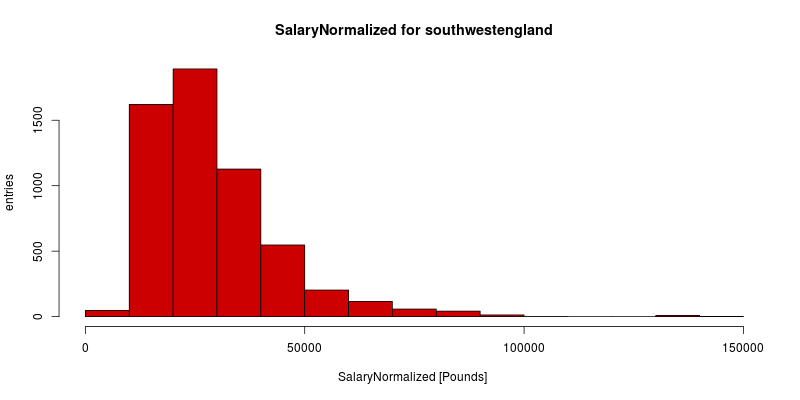 SalaryNormalized for southwestengland
entries
1500
1000
500
0
0 50000 100000 150000
SalaryNormalized [Pounds]